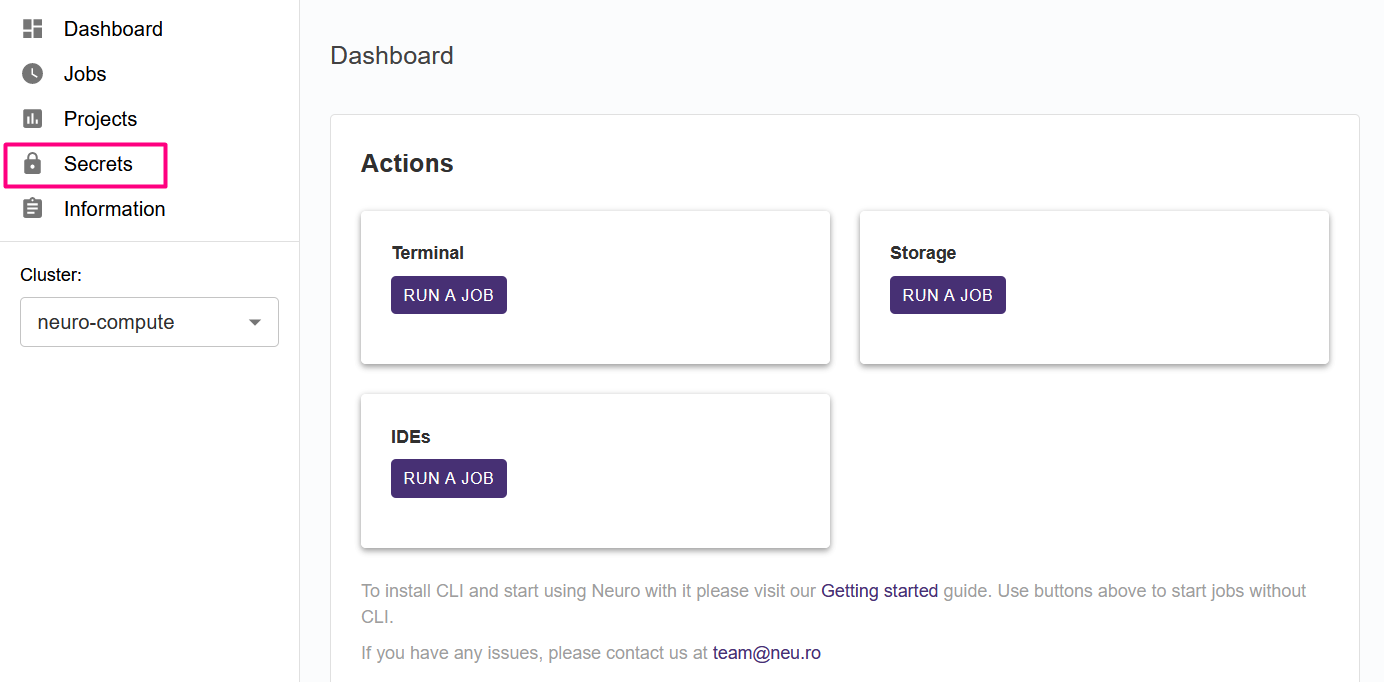 Dashboard
Jobs
Projects
Secrets
Information
Cluster:
neuro-compute
Dashboard
Actions
Terminal
RUN A JOB
Storage
RUN A JOB
IDEs
RUN A JOB
To install CLI and start using Neuro with it please visit our Getting started guide. Use buttons above to start jobs without
CLI.
If you have any issues, please contact us at team@neu.ro